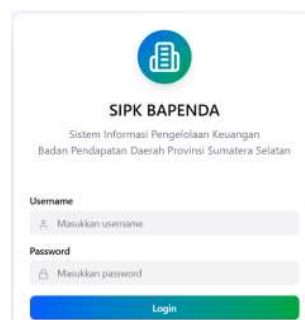 SIPK BAPENDA
Sistem Informasi Pengelolaan Keuangan
Badan Pendapatan Daerah Provinsi Sumatera Selatan
Username
Masukkan username
Password
Masukkan password
Login